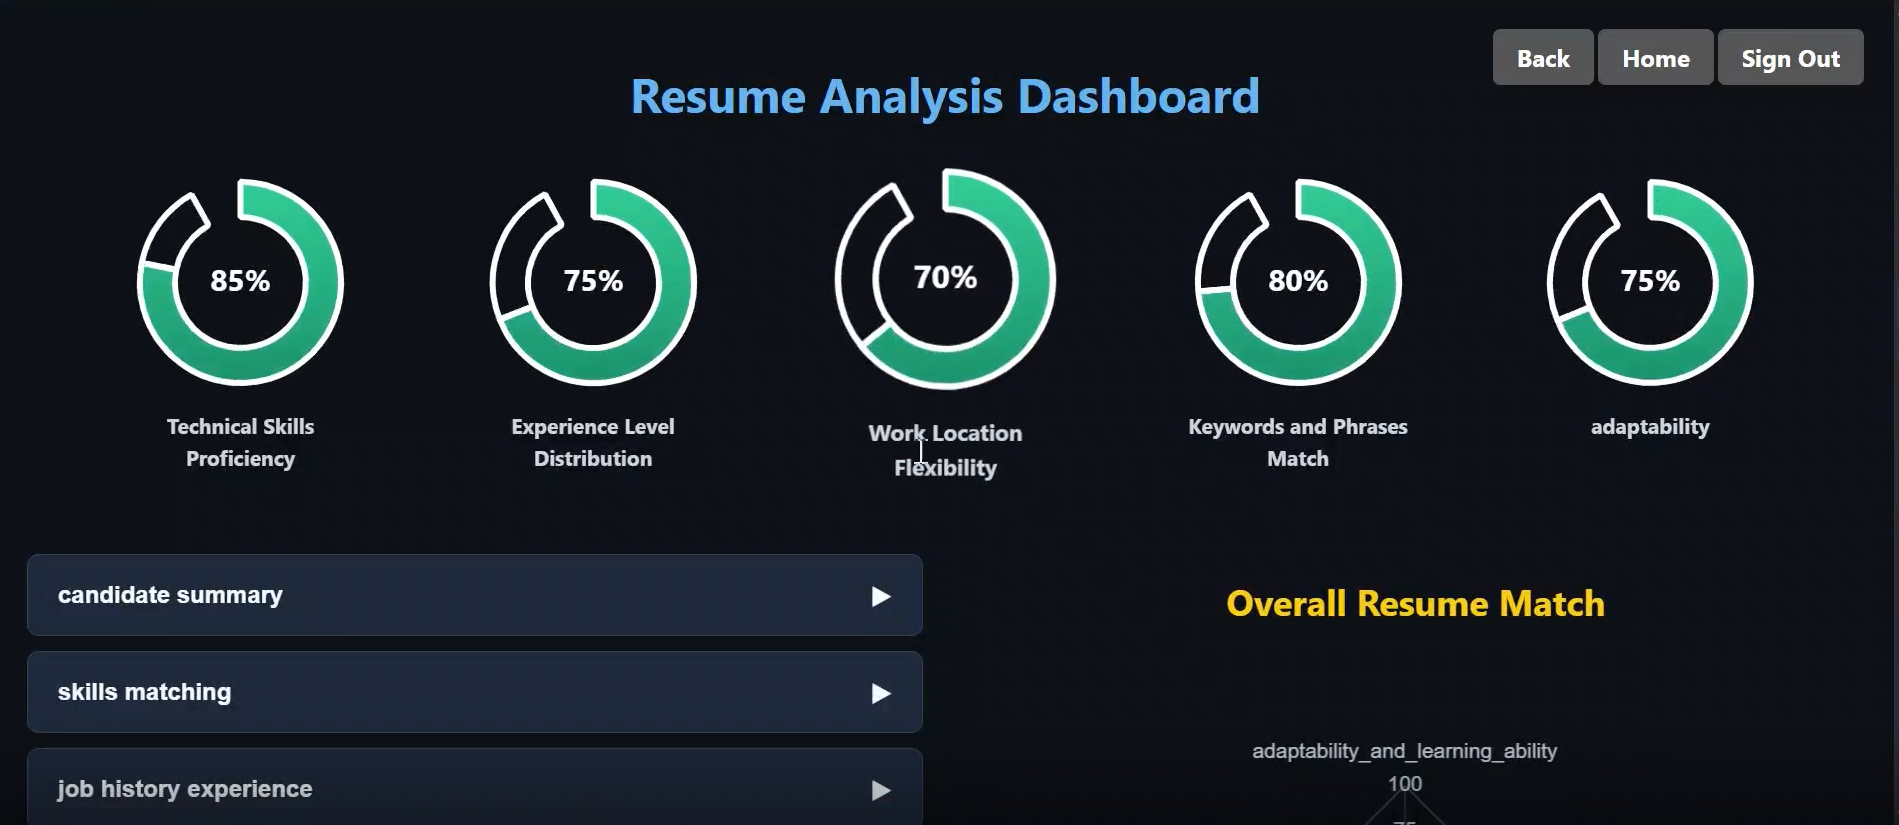 Back
Home
Sign Out
Resume Analysis Dashboard
85%
75%
70%
80%
75%
Technical Skills
Proficiency
Experience Level
Distribution
Work Location
Flexibility
Keywords and Phrases
Match
adaptability
candidate summary
skills matching
job history experience
Overall Resume Match
adaptability_and_learning_ability
100